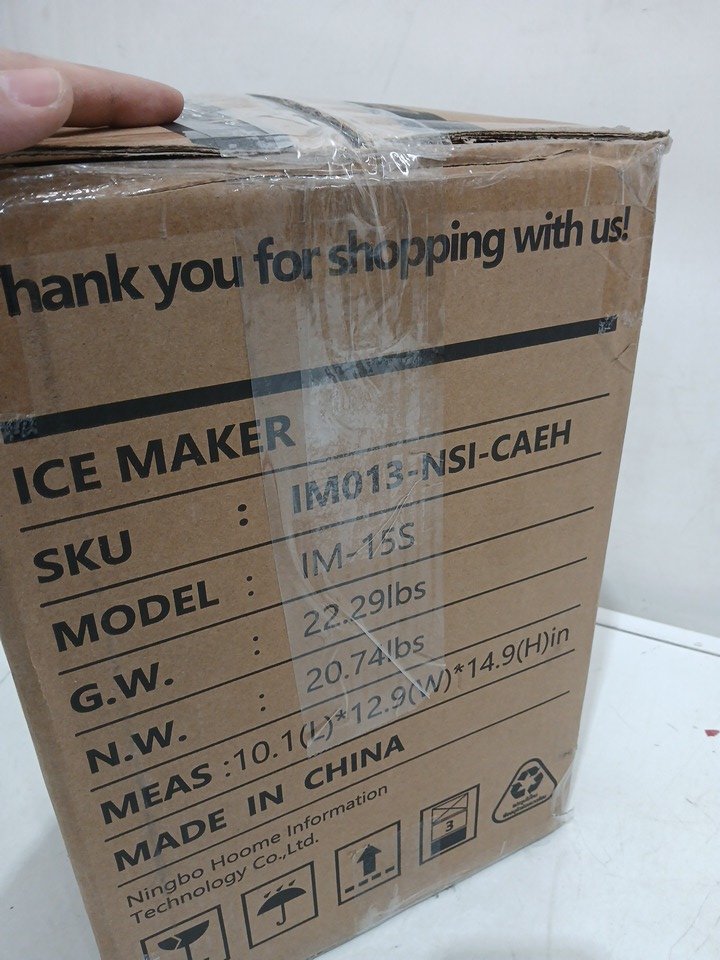 hank you for shopping with us!
ICE MAKER
SKU : IM013-NSI-CAEH
MODEL : IM-15S
G.W. : 22.29lbs
N.W. : 20.74lbs
MEAS :10.1(L)*12.9(W)*14.9(H)in
MADE IN CHINA
Ningbo Hoome Information
Technology Co.,Ltd.
3